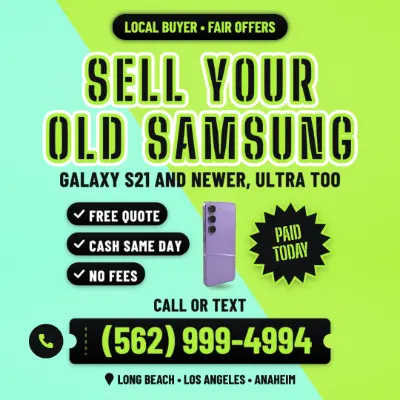 LOCAL BUYER • FAIR OFFERS
SELL YOUR
OLD SAMSUNG
GALAXY S21 AND NEWER, ULTRA TOO
FREE QUOTE
CASH SAME DAY
NO FEES
PAID
TODAY
CALL OR TEXT
(562) 999-4994
LONG BEACH • LOS ANGELES • ANAHEIM